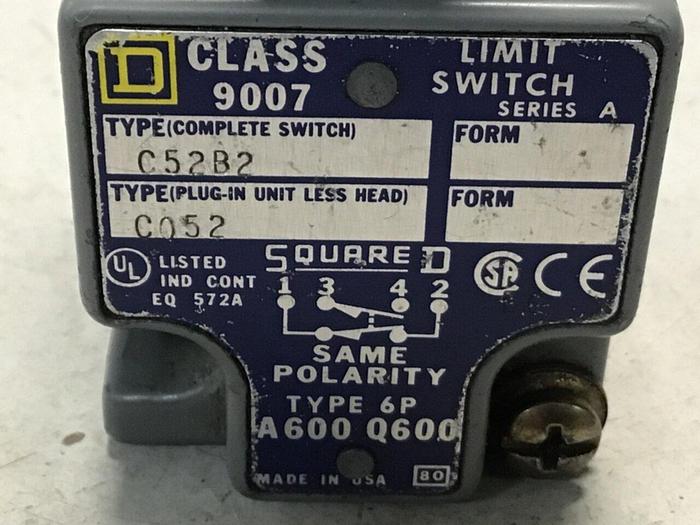 D CLASS 9007
LIMIT SWITCH
SERIES A
TYPE (COMPLETE SWITCH)
C52B2
FORM
TYPE (PLUG-IN UNIT LESS HEAD)
CO52
FORM
UL LISTED
IND CONT
EQ 572A
SQUARE D
SA CE
1 3 4 2
SAME
POLARITY
TYPE 6P
A600 Q600
MADE IN USA 80